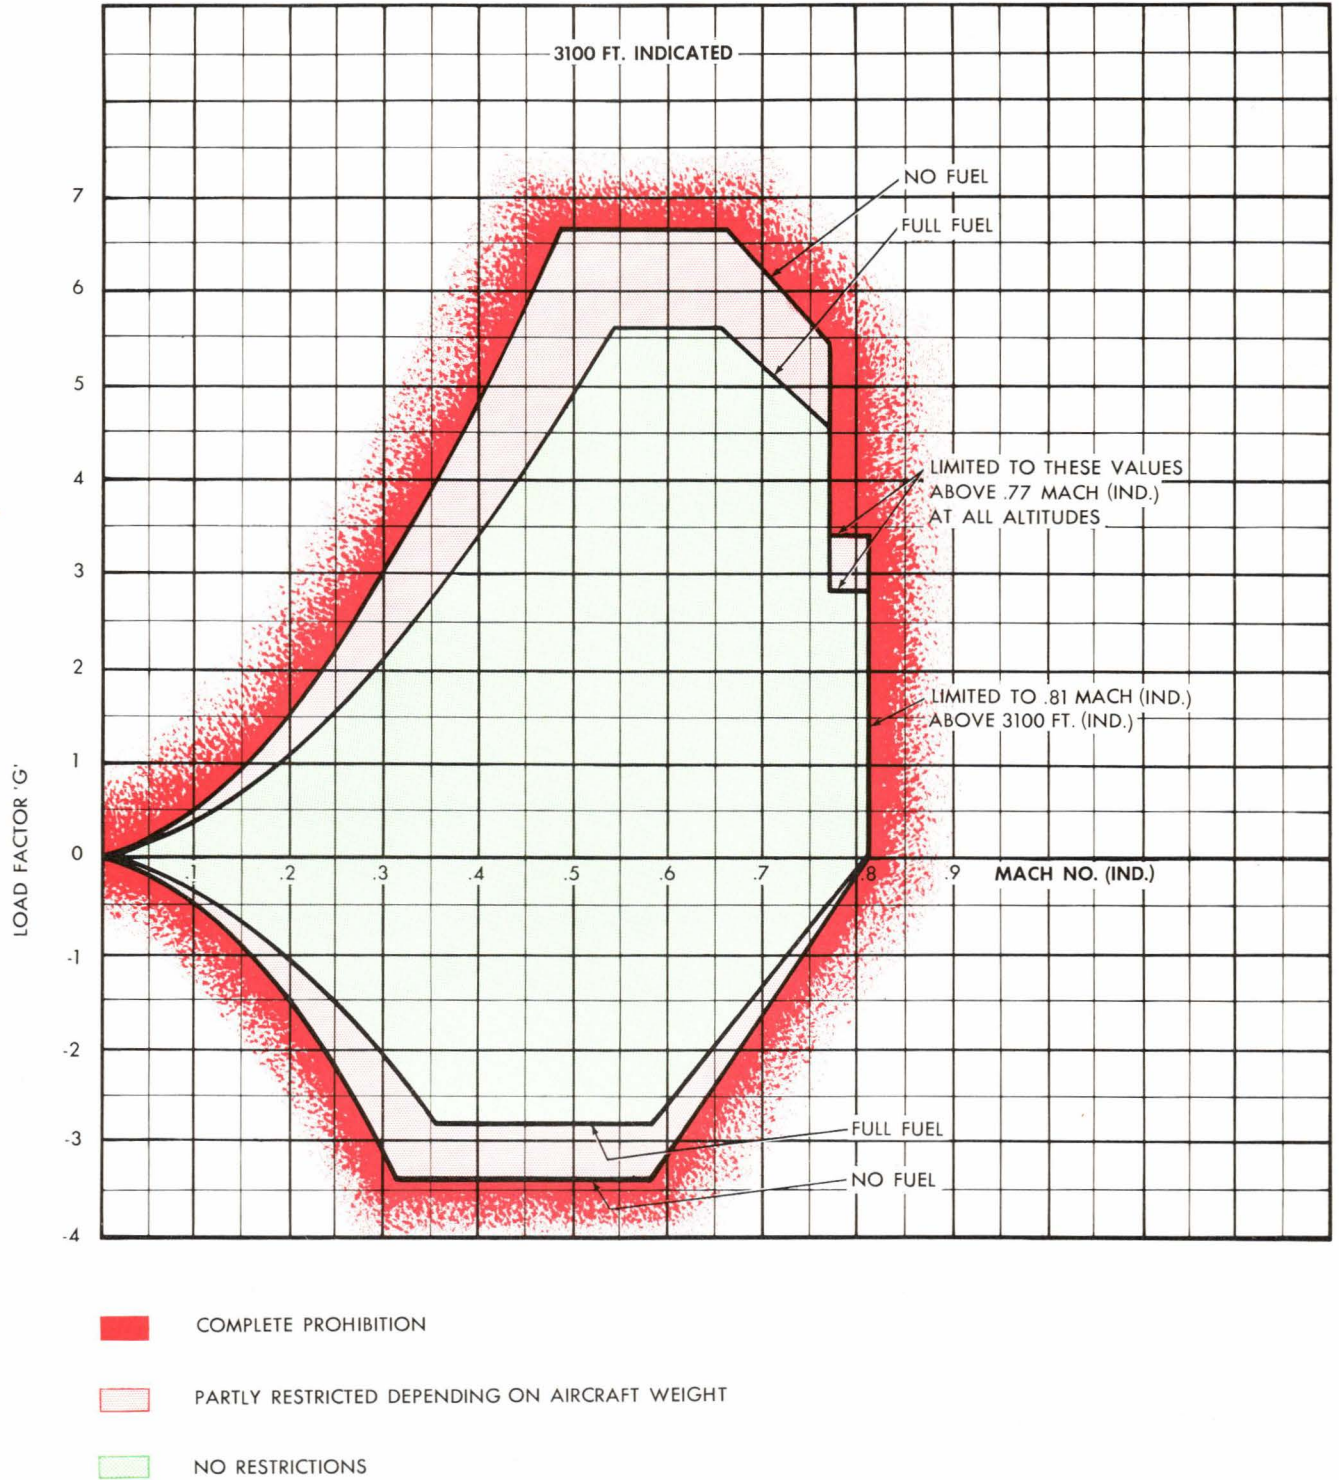 3100 FT. INDICATED
NO FUEL
FULL FUEL
7
6
5
4
3
2
1
0
-1
-2
-3
-4
LOAD FACTOR 'G'
LIMITED TO THESE VALUES
ABOVE .77 MACH (IND.)
AT ALL ALTITUDES
LIMITED TO .81 MACH (IND.)
ABOVE 3100 FT. (IND.)
.1 .2 .3 .4 .5 .6 .7 .8 .9 MACH NO. (IND.)
FULL FUEL
NO FUEL
COMPLETE PROHIBITION
PARTLY RESTRICTED DEPENDING ON AIRCRAFT WEIGHT
NO RESTRICTIONS